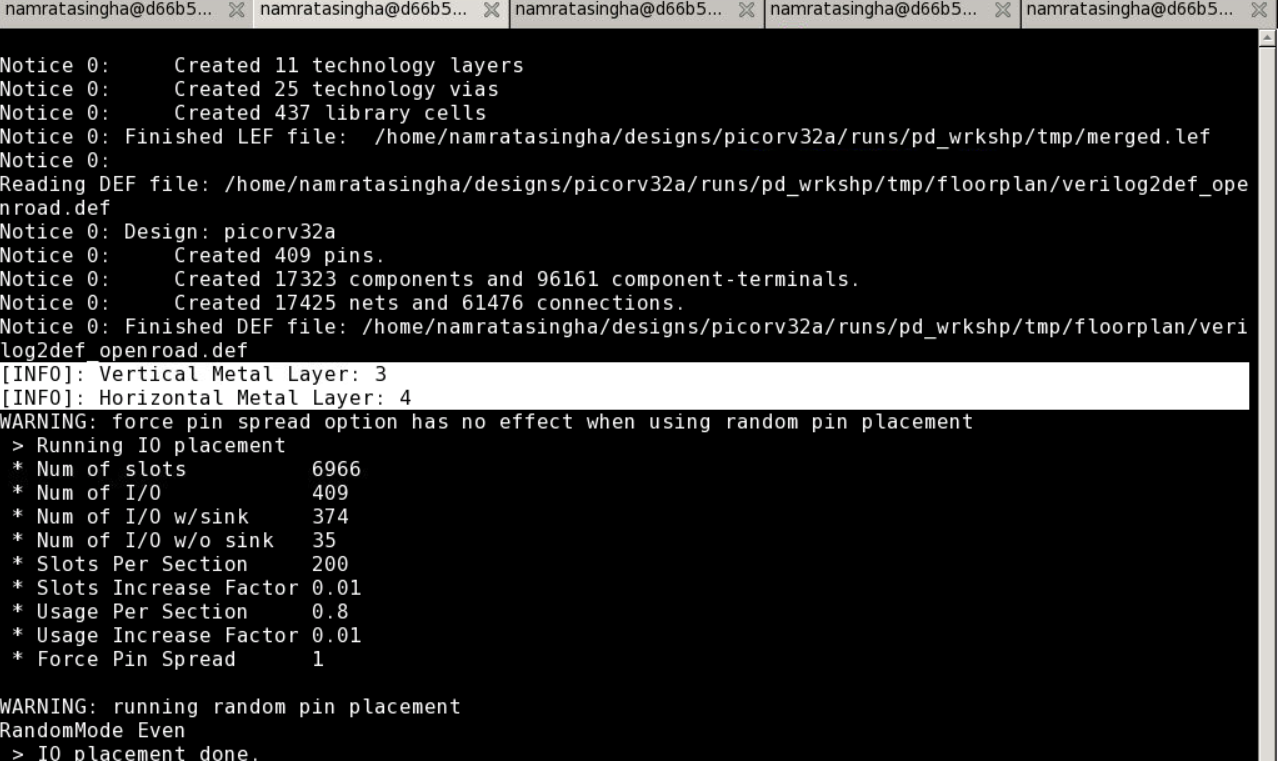 namratasingha@d66b5... namratasingha@d66b5... namratasingha@d66b5... namratasingha@d66b5... namratasingha@d66b5...
Notice 0:     Created 11 technology layers
Notice 0:     Created 25 technology vias
Notice 0:     Created 437 library cells
Notice 0: Finished LEF file:  /home/namratasingha/designs/picorv32a/runs/pd_wrkshp/tmp/merged.lef
Notice 0:
Reading DEF file: /home/namratasingha/designs/picorv32a/runs/pd_wrkshp/tmp/floorplan/verilog2def_ope
nroad.def
Notice 0: Design: picorv32a
Notice 0:     Created 409 pins.
Notice 0:     Created 17323 components and 96161 component-terminals.
Notice 0:     Created 17425 nets and 61476 connections.
Notice 0: Finished DEF file: /home/namratasingha/designs/picorv32a/runs/pd_wrkshp/tmp/floorplan/veri
log2def_openroad.def
[INFO]: Vertical Metal Layer: 3
[INFO]: Horizontal Metal Layer: 4
WARNING: force pin spread option has no effect when using random pin placement
 > Running IO placement
 * Num of slots          6966
 * Num of I/O            409
 * Num of I/O w/sink     374
 * Num of I/O w/o sink   35
 * Slots Per Section     200
 * Slots Increase Factor 0.01
 * Usage Per Section     0.8
 * Usage Increase Factor 0.01
 * Force Pin Spread      1
WARNING: running random pin placement
RandomMode Even
 > IO placement done.